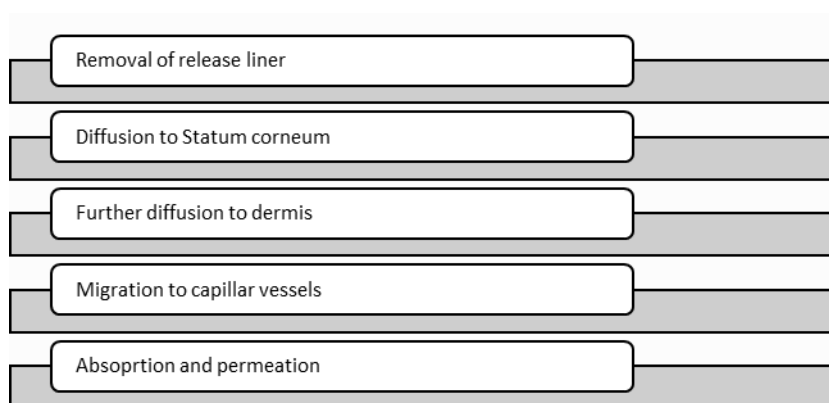 Removal of release liner
Diffusion to Statum corneum
Further diffusion to dermis
Migration to capillar vessels
Absoprtion and permeation